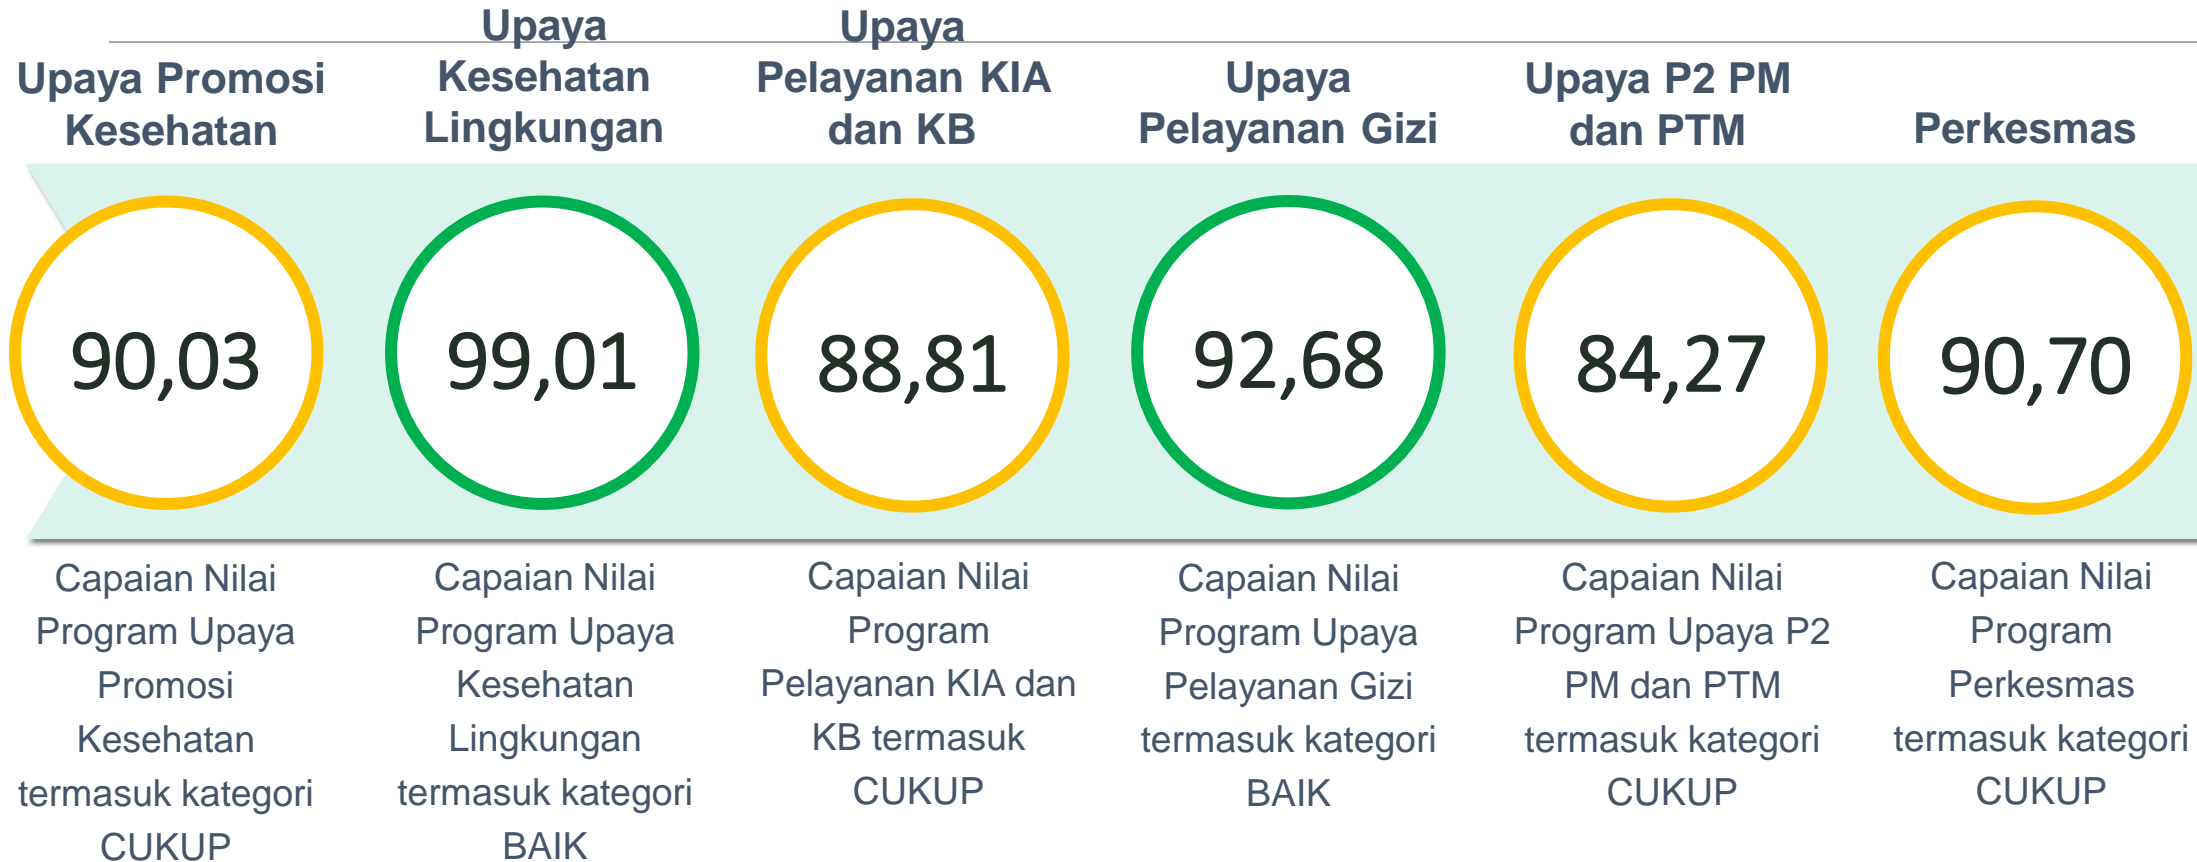 Upaya Promosi
Kesehatan
Upaya
Kesehatan
Lingkungan
Upaya
Pelayanan KIA
dan KB
Upaya
Pelayanan Gizi
Upaya P2 PM
dan PTM
Perkesmas
90,03
99,01
88,81
92,68
84,27
90,70
Capaian Nilai
Program Upaya
Promosi
Kesehatan
termasuk kategori
CUKUP
Capaian Nilai
Program Upaya
Kesehatan
Lingkungan
termasuk kategori
BAIK
Capaian Nilai
Program
Pelayanan KIA dan
KB termasuk
CUKUP
Capaian Nilai
Program Upaya
Pelayanan Gizi
termasuk kategori
BAIK
Capaian Nilai
Program Upaya P2
PM dan PTM
termasuk kategori
CUKUP
Capaian Nilai
Program
Perkesmas
termasuk kategori
CUKUP